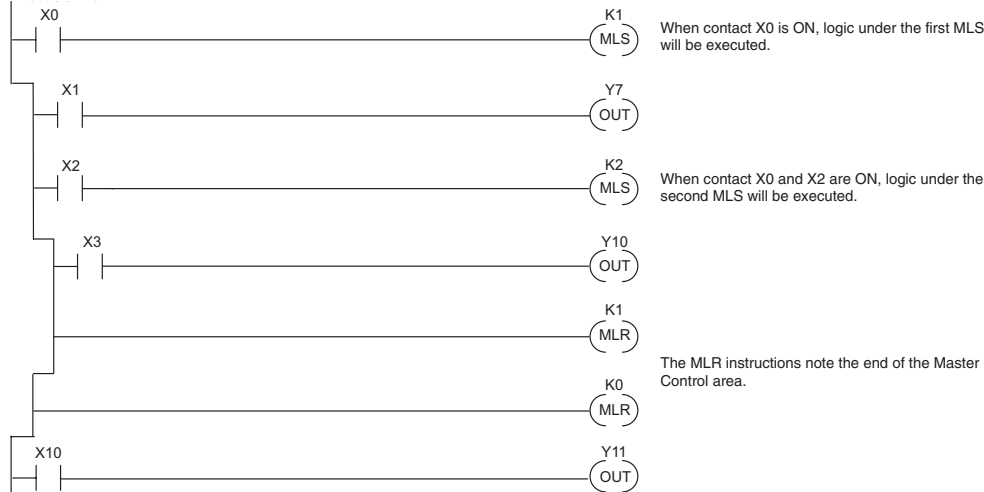 X0
K1
MLS
When contact X0 is ON, logic under the first MLS
will be executed.
X1
Y7
OUT
X2
K2
MLS
When contact X0 and X2 are ON, logic under the
second MLS will be executed.
X3
Y10
OUT
K1
MLR
The MLR instructions note the end of the Master
Control area.
K0
MLR
X10
Y11
OUT